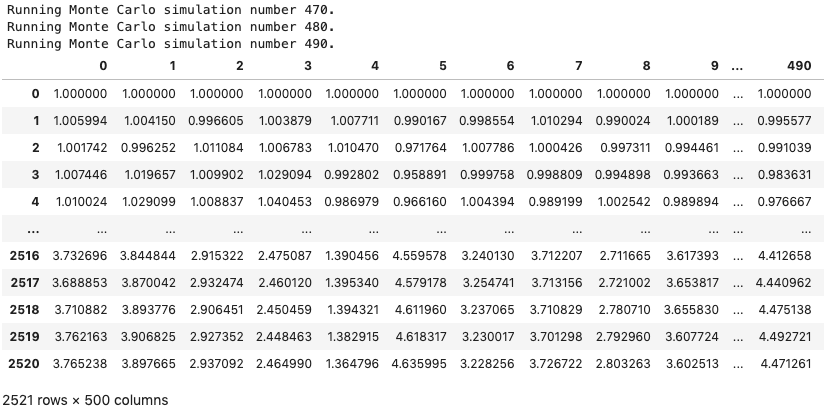 Running Monte Carlo simulation number 470.
Running Monte Carlo simulation number 480.
Running Monte Carlo simulation number 490.
0 1 2 3 4 5 6 7 8 9 ... 490
0 1.000000 1.000000 1.000000 1.000000 1.000000 1.000000 1.000000 1.000000 1.000000 1.000000 ... 1.000000
1 1.005994 1.004150 0.996605 1.003879 1.007711 0.990167 0.998554 1.010294 0.990024 1.000189 ... 0.995577
2 1.001742 0.996252 1.011084 1.006783 1.010470 0.971764 1.007786 1.000426 0.997311 0.994461 ... 0.991039
3 1.007446 1.019657 1.009902 1.029094 0.992802 0.958891 0.999758 0.998809 0.994898 0.993663 ... 0.983631
4 1.010024 1.029099 1.008837 1.040453 0.986979 0.966160 1.004394 0.989199 1.002542 0.989894 ... 0.976667
... ... ... ... ... ... ... ... ... ... ... ... ...
2516 3.732696 3.844844 2.915322 2.475087 1.390456 4.559578 3.240130 3.712207 2.711665 3.617393 ... 4.412658
2517 3.688853 3.870042 2.932474 2.460120 1.395340 4.579178 3.254741 3.713156 2.721002 3.653817 ... 4.440962
2518 3.710882 3.893776 2.906451 2.450459 1.394321 4.611960 3.237065 3.710829 2.780710 3.655830 ... 4.475138
2519 3.762163 3.906825 2.927352 2.448463 1.382915 4.618317 3.230017 3.701298 2.792960 3.607724 ... 4.492721
2520 3.765238 3.897665 2.937092 2.464990 1.364796 4.635995 3.228256 3.726722 2.803263 3.602513 ... 4.471261
2521 rows × 500 columns